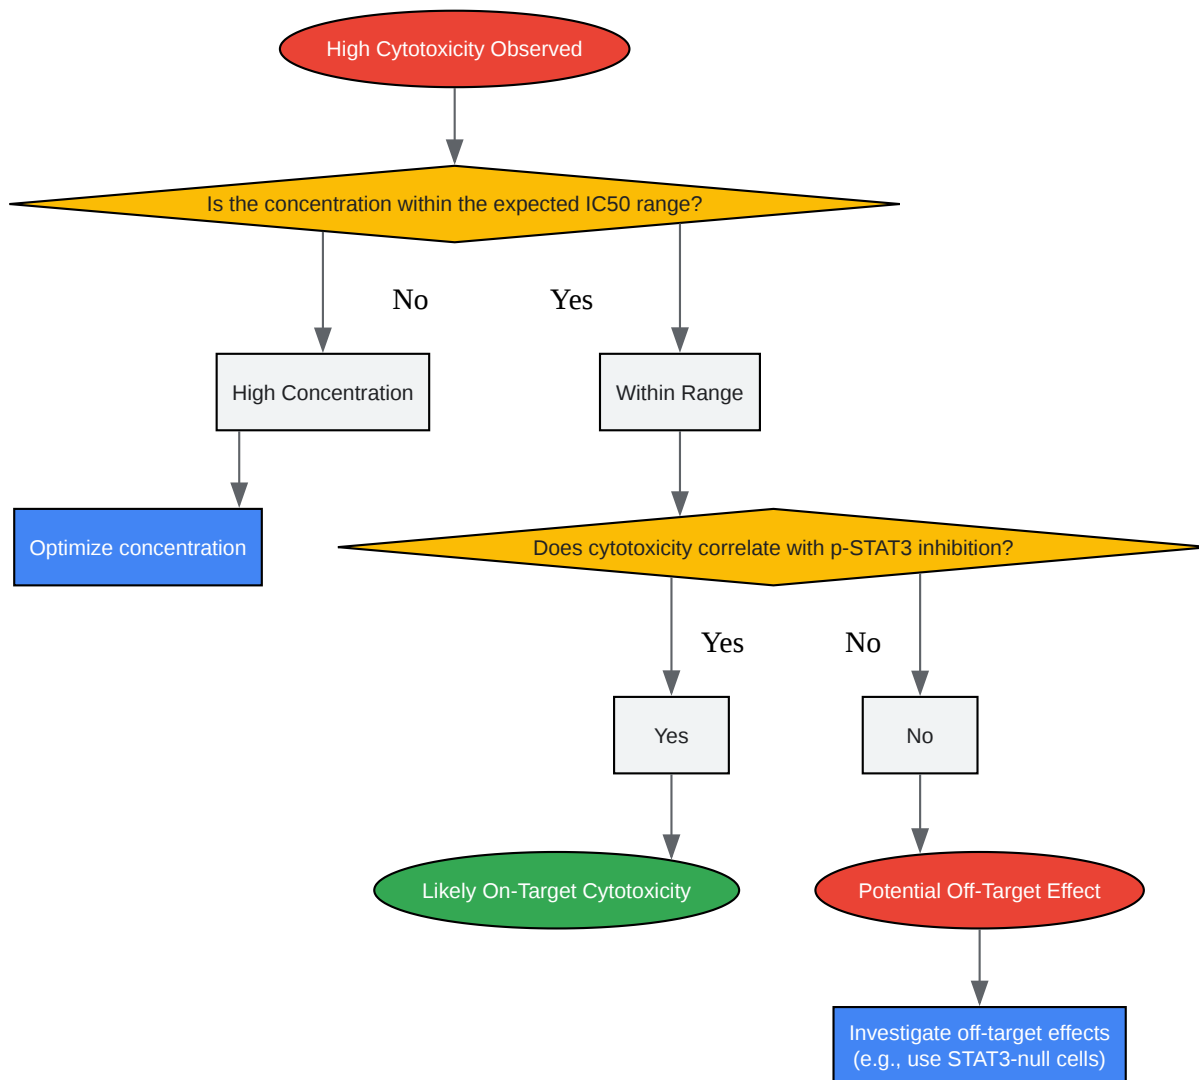 High Cytotoxicity Observed
Is the concentration within the expected IC50 range?
No
Yes
High Concentration
Within Range
Optimize concentration
Does cytotoxicity correlate with p-STAT3 inhibition?
Yes
No
Yes
No
Likely On-Target Cytotoxicity
Potential Off-Target Effect
Investigate off-target effects
(e.g., use STAT3-null cells)